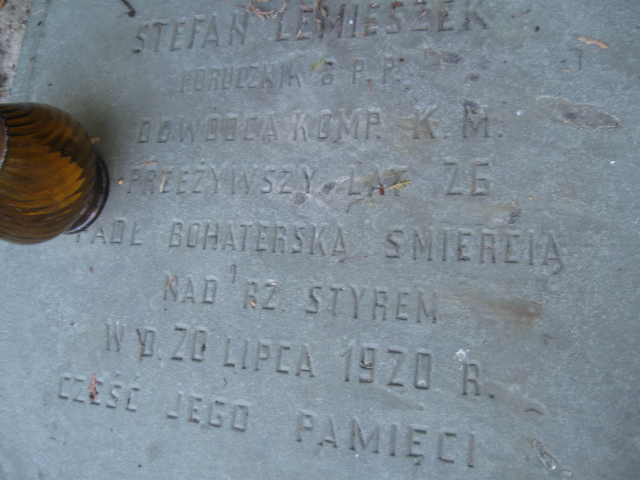 STEFAN LEMIESZEK
PORUCZNIK 8 P.P.
DOWÓDCA KOMP. K.M.
PRZEŻYWSZY LAT 26
PADŁ BOHATERSKĄ ŚMIERCIĄ
NAD RZ. STYREM
W D. 20 LIPCA 1920 R.
CZEŚĆ JEGO PAMIĘCI